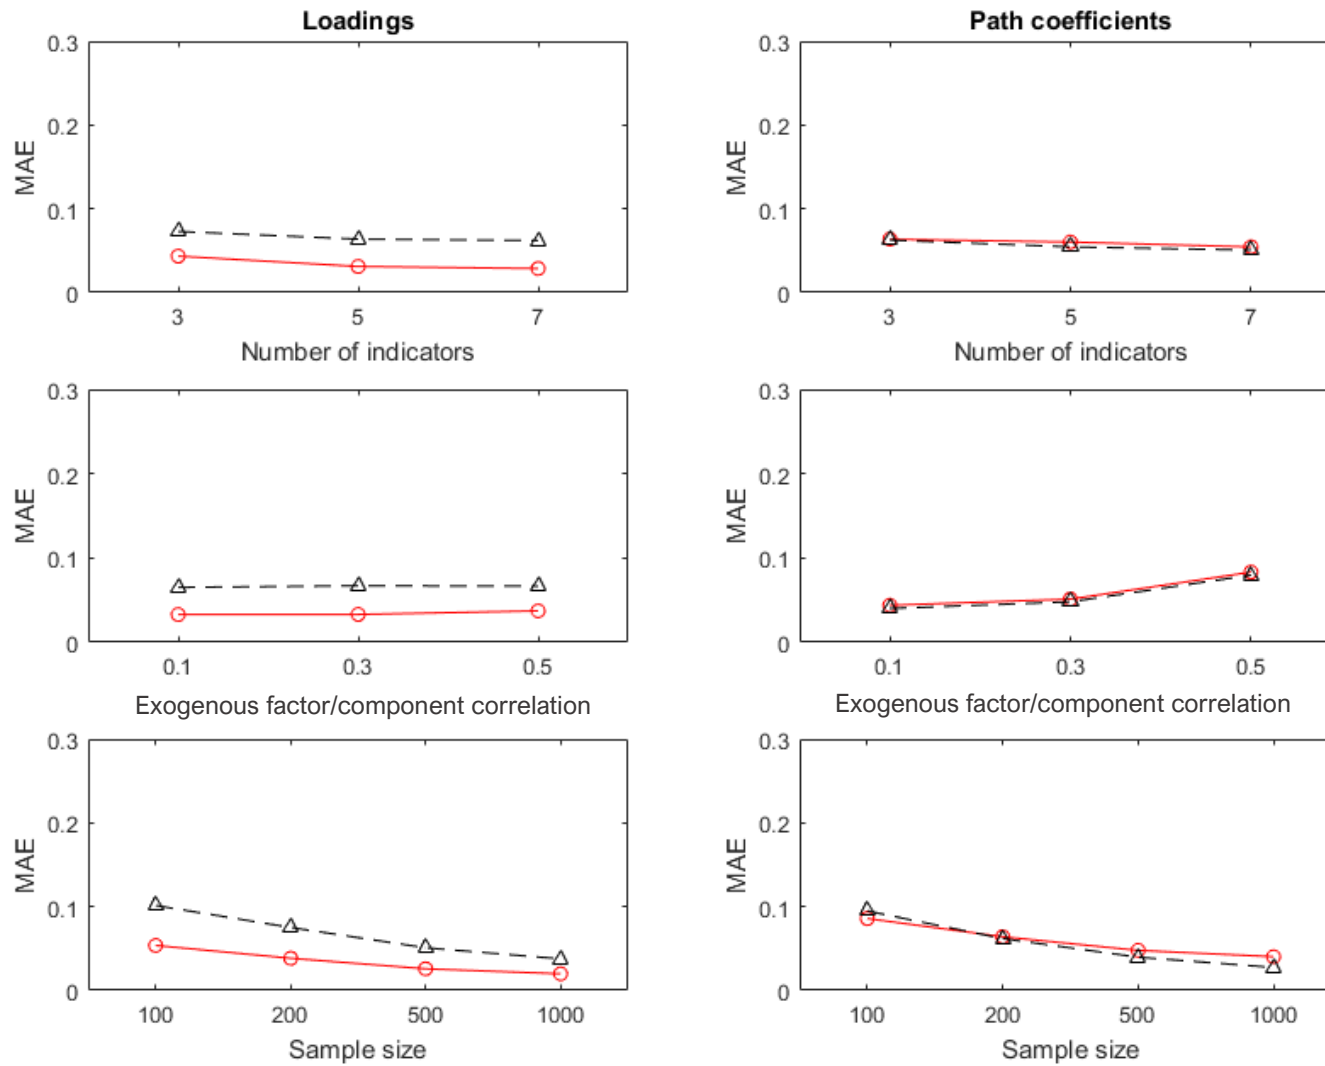 Loadings
0.3
0.2
0.1
0
MAE
3 5 7
Number of indicators
Path coefficients
0.3
0.2
0.1
0
MAE
3 5 7
Number of indicators
0.3
0.2
0.1
0
MAE
0.1 0.3 0.5
Exogenous factor/component correlation
0.3
0.2
0.1
0
MAE
0.1 0.3 0.5
Exogenous factor/component correlation
0.3
0.2
0.1
0
MAE
100 200 500 1000
Sample size
0.3
0.2
0.1
0
MAE
100 200 500 1000
Sample size